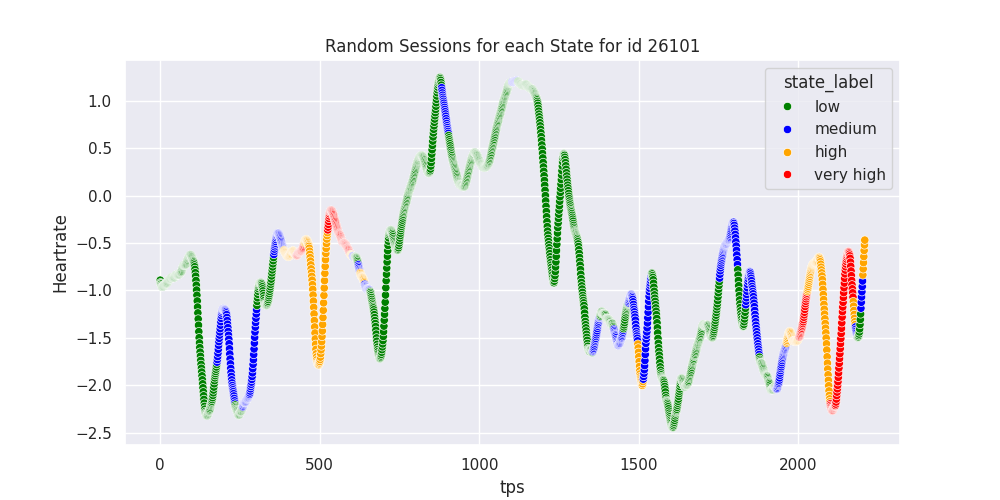 Random Sessions for each State for id 26101
state_label
low
medium
high
very high
Heartrate
1.0
0.5
0.0
−0.5
−1.0
−1.5
−2.0
−2.5
0 500 1000 1500 2000
tps